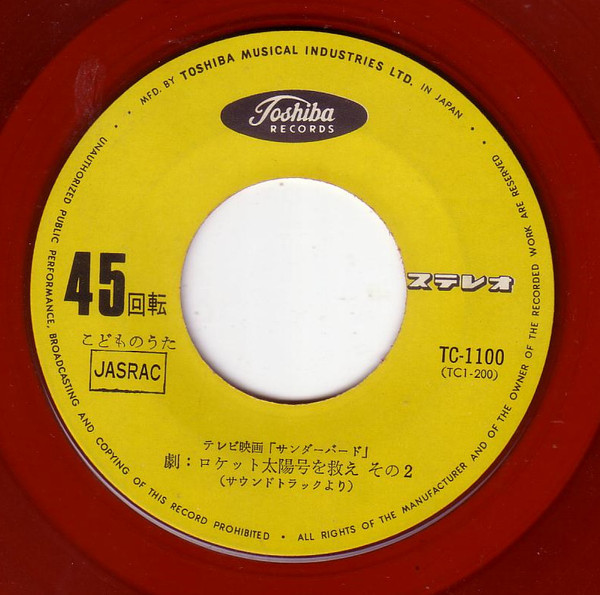 • MFD. BY TOSHIBA MUSICAL INDUSTRIES LTD. IN JAPAN •
Toshiba
RECORDS
45回転
ステレオ
こどものうた
JASRAC
TC-1100
(TC1-200)
テレビ映画「サンダーバード」
劇：ロケット太陽号を救え その2
(サウンドトラックより)
• UNAUTHORIZED PUBLIC PERFORMANCE, BROADCASTING AND COPYING OF THIS RECORD PROHIBITED • ALL RIGHTS OF THE MANUFACTURER AND OF THE OWNER OF THE RECORDED WORK ARE RESERVED •